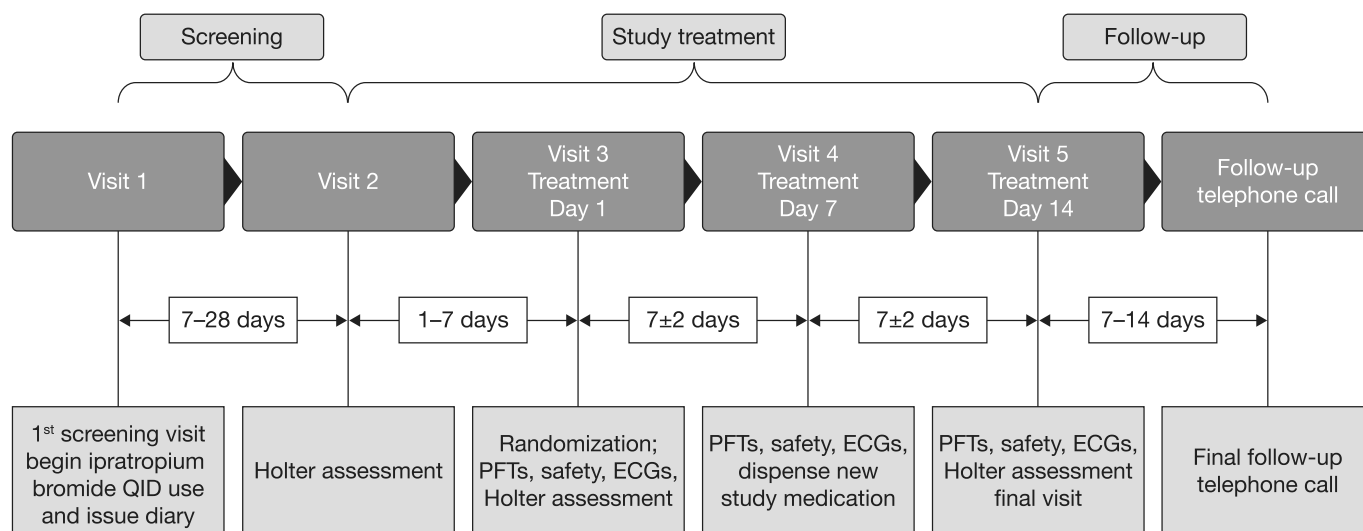 Screening
Study treatment
Follow-up
Visit 1
Visit 2
Visit 3
Treatment
Day 1
Visit 4
Treatment
Day 7
Visit 5
Treatment
Day 14
Follow-up
telephone call
7–28 days
1–7 days
7±2 days
7±2 days
7–14 days
1st screening visit
begin ipratropium
bromide QID use
and issue diary
Holter assessment
Randomization;
PFTs, safety, ECGs,
Holter assessment
PFTs, safety, ECGs,
dispense new
study medication
PFTs, safety, ECGs,
Holter assessment
final visit
Final follow-up
telephone call